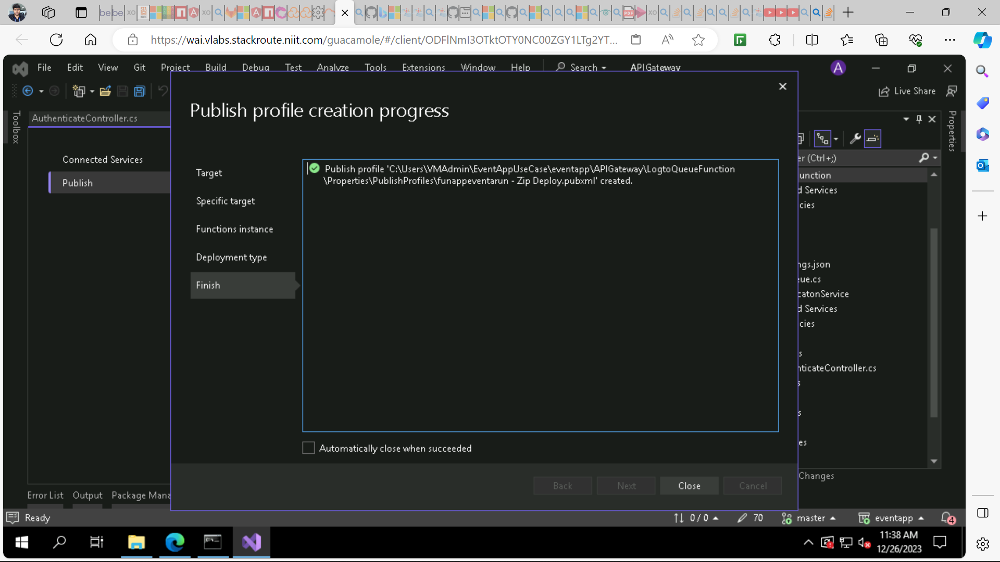 bebe
https://wai.vlabs.stackroute.niit.com/guacamole/#/client/ODFlNmI3OTktOTY0NC00ZGY1LTg2YT...
File Edit View Git Project Build Debug Test Analyze Tools Extensions Window Help Search APIGateway A
Live Share
Toolbox
AuthenticateController.cs
Connected Services
Publish
Publish profile creation progress
Target
Specific target
Functions instance
Deployment type
Finish
Publish profile 'C:\Users\VMAdmin\EventAppUseCase\eventapp\APIGateway\LogtoQueueFunction
\Properties\PublishProfiles\funappeventarun - Zip Deploy.pubxml' created.
Automatically close when succeeded
Back Next Close Cancel
Properties
er (Ctrl+;)
unction
d Services
cies
ngs.json
eue.cs
catonService
d Services
cies
s
nticateController.cs
s
s
es
Changes
Error List Output Package Mana
Ready
0 / 0 70 master eventapp 4
11:38 AM
12/26/2023